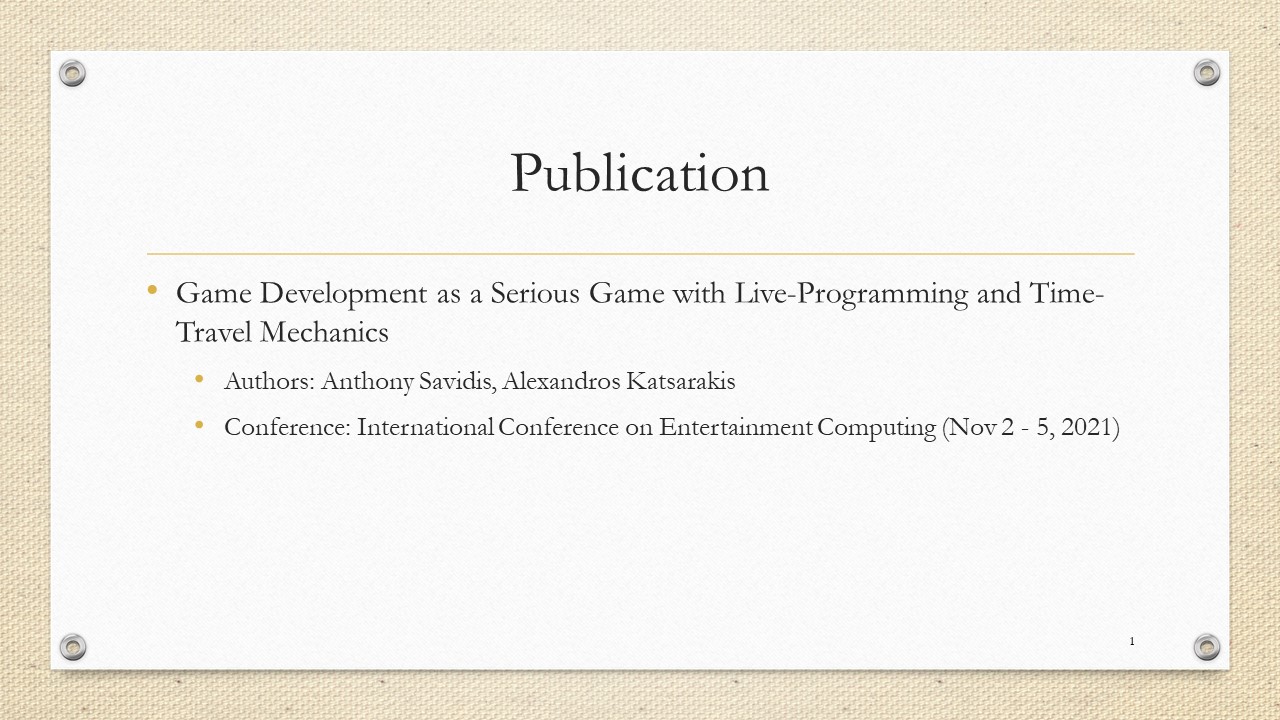 Publication
• Game Development as a Serious Game with Live-Programming and Time-
Travel Mechanics
• Authors: Anthony Savidis, Alexandros Katsarakis
• Conference: International Conference on Entertainment Computing (Nov 2 - 5, 2021)
1